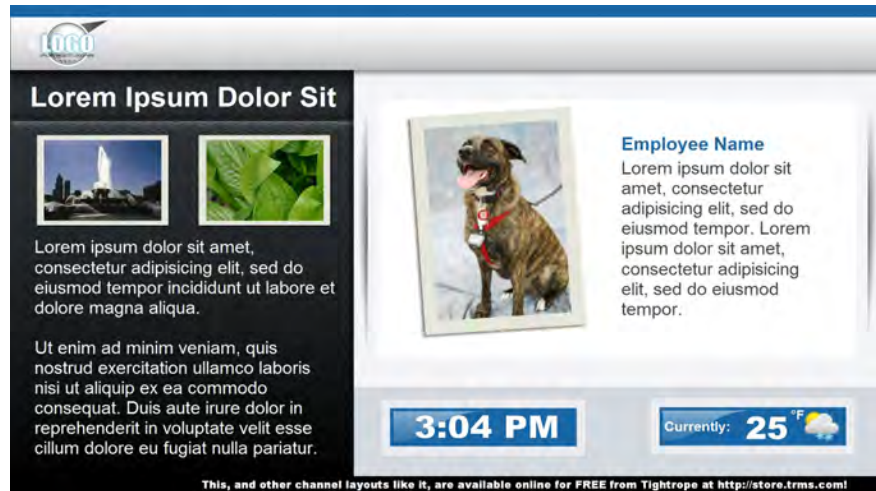 LOGO
Lorem Ipsum Dolor Sit
Lorem ipsum dolor sit amet,
consectetur adipisicing elit, sed do
eiusmod tempor incididunt ut labore et
dolore magna aliqua.
Ut enim ad minim veniam, quis
nostrud exercitation ullamco laboris
nisi ut aliquip ex ea commodo
consequat. Duis aute irure dolor in
reprehenderit in voluptate velit esse
cillum dolore eu fugiat nulla pariatur.
Employee Name
Lorem ipsum dolor sit
amet, consectetur
adipisicing elit, sed do
eiusmod tempor. Lorem
ipsum dolor sit amet,
consectetur adipisicing
elit, sed do eiusmod
tempor.
3:04 PM
Currently: 25 °F
This, and other channel layouts like it, are available online for FREE from Tightrope at http://store.trms.com!